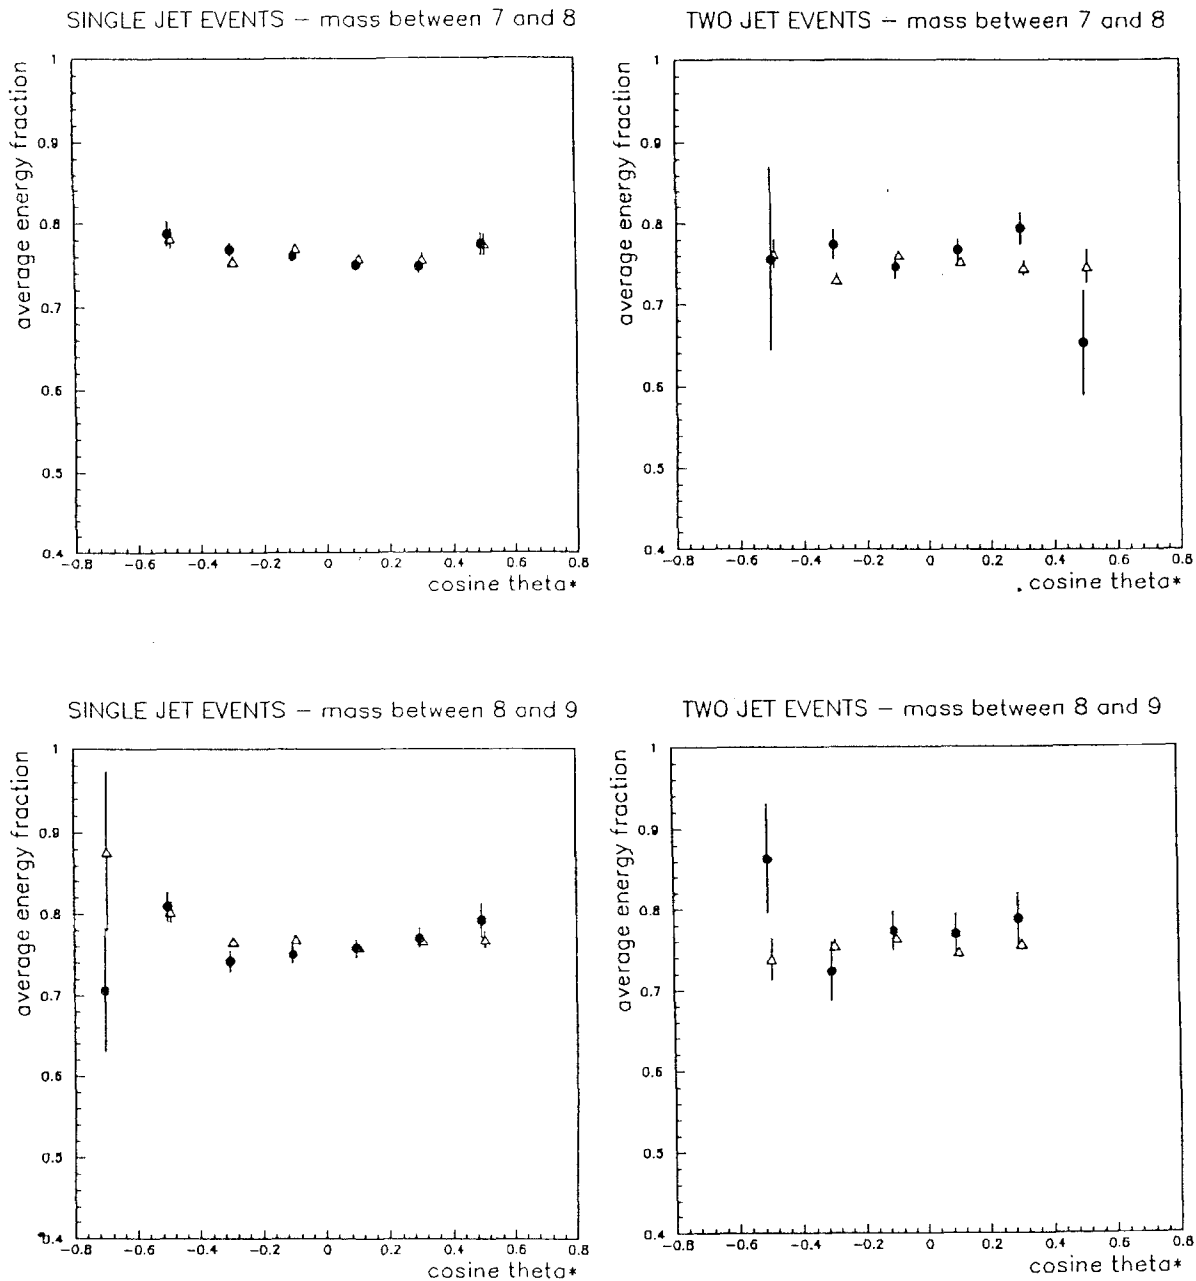 SINGLE JET EVENTS – mass between 7 and 8
average energy fraction
1
0.9
0.8
0.7
0.6
0.5
0.4
-0.8 -0.6 -0.4 -0.2 0 0.2 0.4 0.6 0.8
cosine theta*
TWO JET EVENTS – mass between 7 and 8
average energy fraction
1
0.9
0.8
0.7
0.6
0.5
0.4
-0.8 -0.6 -0.4 -0.2 0 0.2 0.4 0.6 0.8
cosine theta*
SINGLE JET EVENTS – mass between 8 and 9
average energy fraction
1
0.9
0.8
0.7
0.6
0.5
0.4
-0.8 -0.6 -0.4 -0.2 0 0.2 0.4 0.6 0.8
cosine theta*
TWO JET EVENTS – mass between 8 and 9
average energy fraction
1
0.9
0.8
0.7
0.6
0.5
0.4
-0.8 -0.6 -0.4 -0.2 0 0.2 0.4 0.6 0.8
cosine theta*